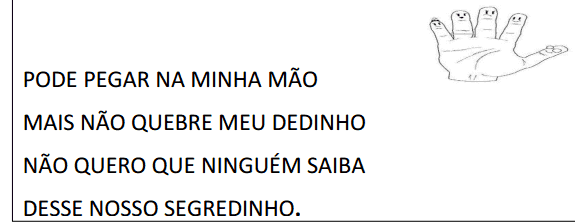 PODE PEGAR NA MINHA MÃO
MAIS NÃO QUEBRE MEU DEDINHO
NÃO QUERO QUE NINGUÉM SAIBA
DESSE NOSSO SEGREDINHO.